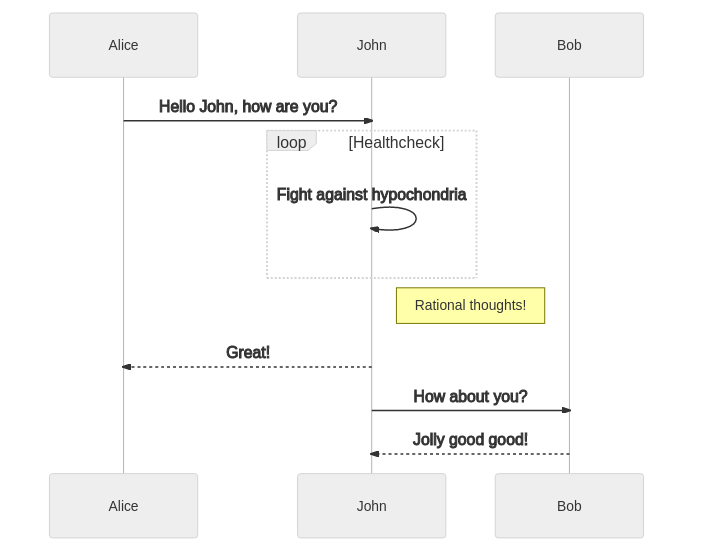 Alice
John
Bob
Hello John, how are you?
loop
[Healthcheck]
Fight against hypochondria
Rational thoughts!
Great!
How about you?
Jolly good good!
Alice
John
Bob